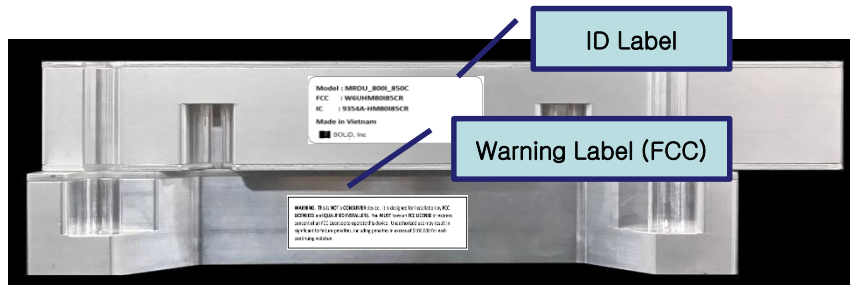 ID Label
Model : MRDU_800I_850C
FCC : W6UHM80I85CR
IC : 9354A-HM80I85CR
Made in Vietnam
SOLiD, Inc
Warning Label (FCC)
WARNING. This is NOT a CONSUMER device. It is designed for installation by FCC
LICENSEES and QUALIFIED INSTALLERS. You MUST have an FCC LICENSE or express
consent of an FCC Licensee to operate this device. Unauthorized use may result in
significant forfeiture penalties, including penalties in excess of $100,000 for each
continuing violation.